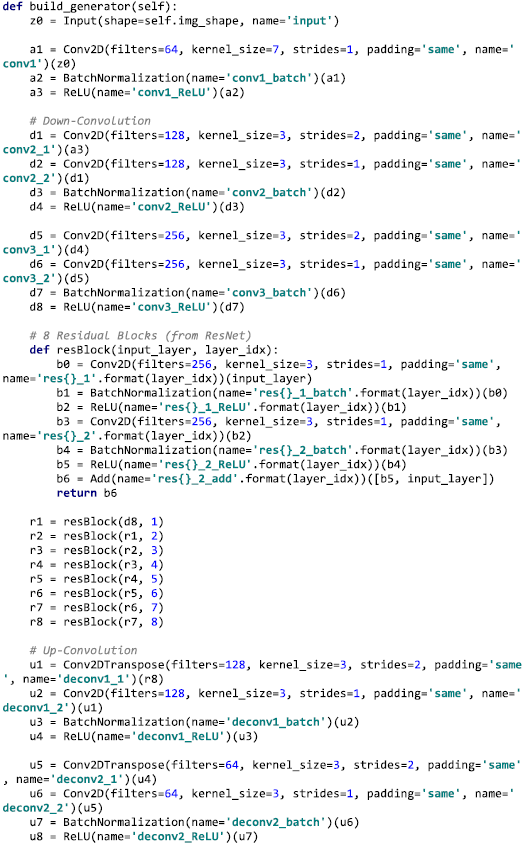 def build_generator(self):
    z0 = Input(shape=self.img_shape, name='input')

    a1 = Conv2D(filters=64, kernel_size=7, strides=1, padding='same', name='
conv1')(z0)
    a2 = BatchNormalization(name='conv1_batch')(a1)
    a3 = ReLU(name='conv1_ReLU')(a2)

    # Down-Convolution
    d1 = Conv2D(filters=128, kernel_size=3, strides=2, padding='same', name='
conv2_1')(a3)
    d2 = Conv2D(filters=128, kernel_size=3, strides=1, padding='same', name='
conv2_2')(d1)
    d3 = BatchNormalization(name='conv2_batch')(d2)
    d4 = ReLU(name='conv2_ReLU')(d3)

    d5 = Conv2D(filters=256, kernel_size=3, strides=2, padding='same', name='
conv3_1')(d4)
    d6 = Conv2D(filters=256, kernel_size=3, strides=1, padding='same', name='
conv3_2')(d5)
    d7 = BatchNormalization(name='conv3_batch')(d6)
    d8 = ReLU(name='conv3_ReLU')(d7)

    # 8 Residual Blocks (from ResNet)
    def resBlock(input_layer, layer_idx):
        b0 = Conv2D(filters=256, kernel_size=3, strides=1, padding='same',
name='res{}_1'.format(layer_idx))(input_layer)
        b1 = BatchNormalization(name='res{}_1_batch'.format(layer_idx))(b0)
        b2 = ReLU(name='res{}_1_ReLU'.format(layer_idx))(b1)
        b3 = Conv2D(filters=256, kernel_size=3, strides=1, padding='same',
name='res{}_2'.format(layer_idx))(b2)
        b4 = BatchNormalization(name='res{}_2_batch'.format(layer_idx))(b3)
        b5 = ReLU(name='res{}_2_ReLU'.format(layer_idx))(b4)
        b6 = Add(name='res{}_2_add'.format(layer_idx))([b5, input_layer])
        return b6

    r1 = resBlock(d8, 1)
    r2 = resBlock(r1, 2)
    r3 = resBlock(r2, 3)
    r4 = resBlock(r3, 4)
    r5 = resBlock(r4, 5)
    r6 = resBlock(r5, 6)
    r7 = resBlock(r6, 7)
    r8 = resBlock(r7, 8)

    # Up-Convolution
    u1 = Conv2DTranspose(filters=128, kernel_size=3, strides=2, padding='same
', name='deconv1_1')(r8)
    u2 = Conv2D(filters=128, kernel_size=3, strides=1, padding='same', name='
deconv1_2')(u1)
    u3 = BatchNormalization(name='deconv1_batch')(u2)
    u4 = ReLU(name='deconv1_ReLU')(u3)

    u5 = Conv2DTranspose(filters=64, kernel_size=3, strides=2, padding='same'
, name='deconv2_1')(u4)
    u6 = Conv2D(filters=64, kernel_size=3, strides=1, padding='same', name='
deconv2_2')(u5)
    u7 = BatchNormalization(name='deconv2_batch')(u6)
    u8 = ReLU(name='deconv2_ReLU')(u7)